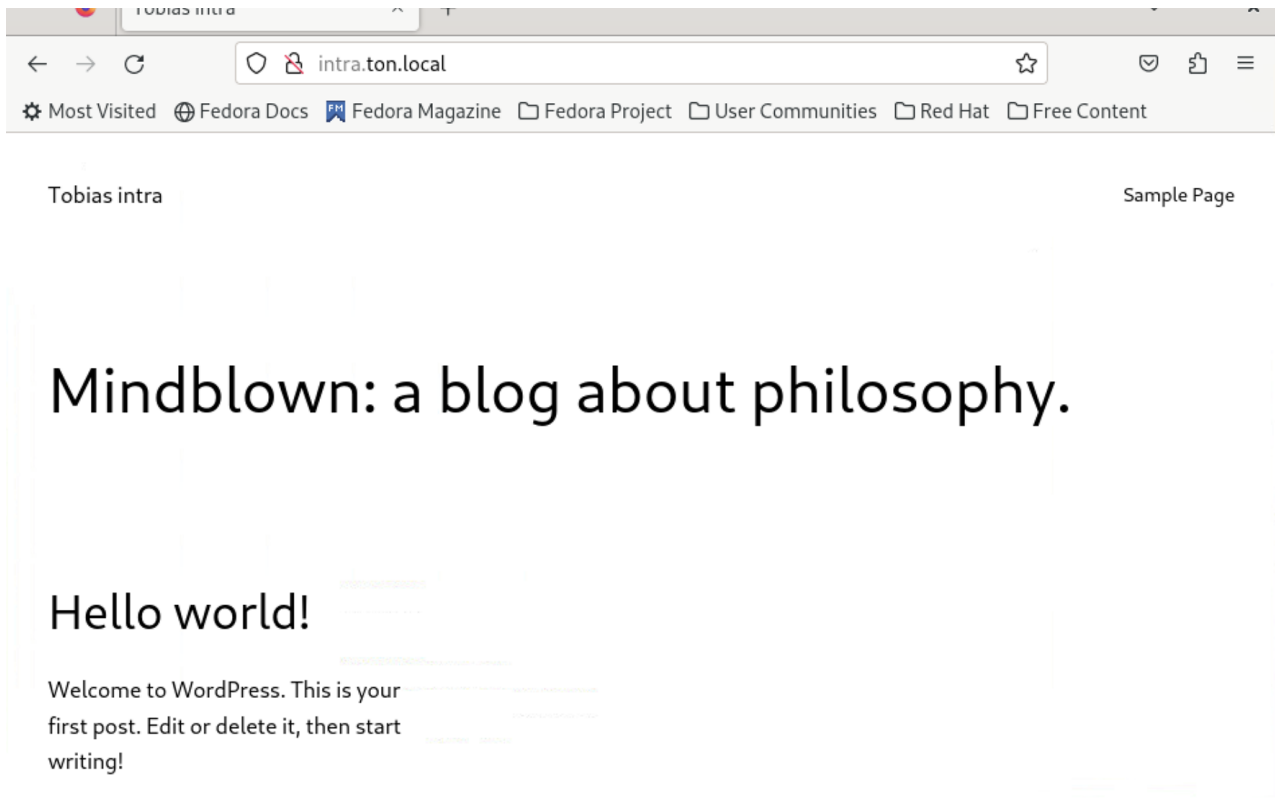 Tobias intra
intra.ton.local
Most Visited Fedora Docs Fedora Magazine Fedora Project User Communities Red Hat Free Content
Tobias intra Sample Page
Mindblown: a blog about philosophy.
Hello world!
Welcome to WordPress. This is your
first post. Edit or delete it, then start
writing!